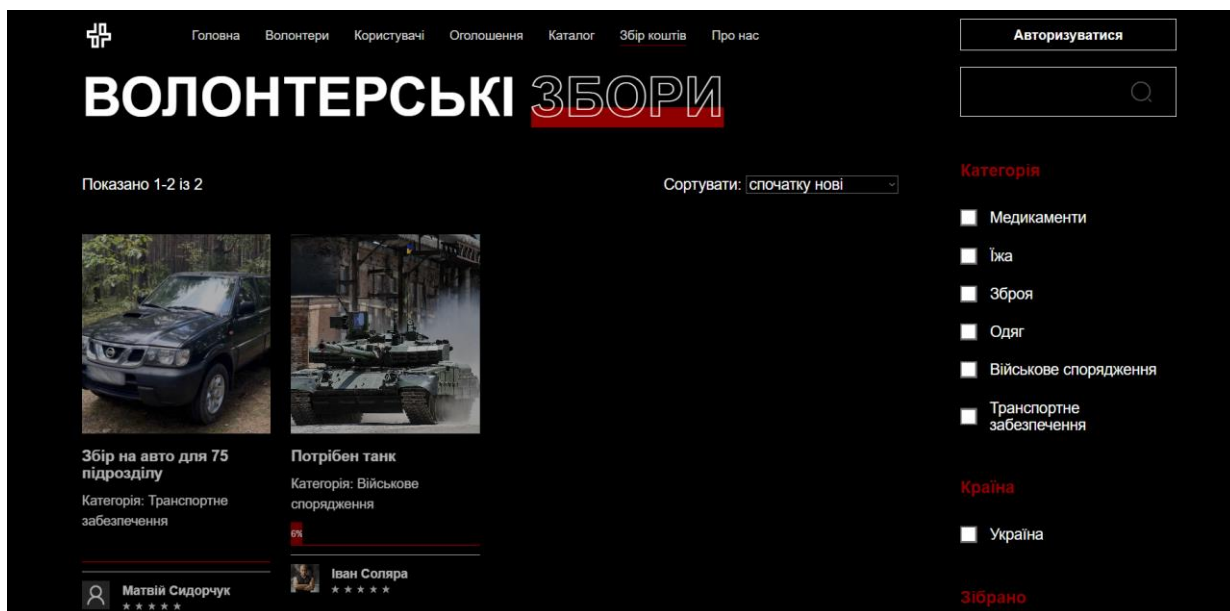 Головна Волонтери Користувачі Оголошення Каталог Збір коштів Про нас
Авторизуватися
ВОЛОНТЕРСЬКІ ЗБОРИ
Показано 1-2 із 2
Сортувати: спочатку нові
Збір на авто для 75
підрозділу
Категорія: Транспортне
забезпечення
Матвій Сидорчук
Потрібен танк
Категорія: Військове
спорядження
6%
Іван Соляра
Категорія
Медикаменти
Їжа
Зброя
Одяг
Військове спорядження
Транспортне
забезпечення
Країна
Україна
Зібрано